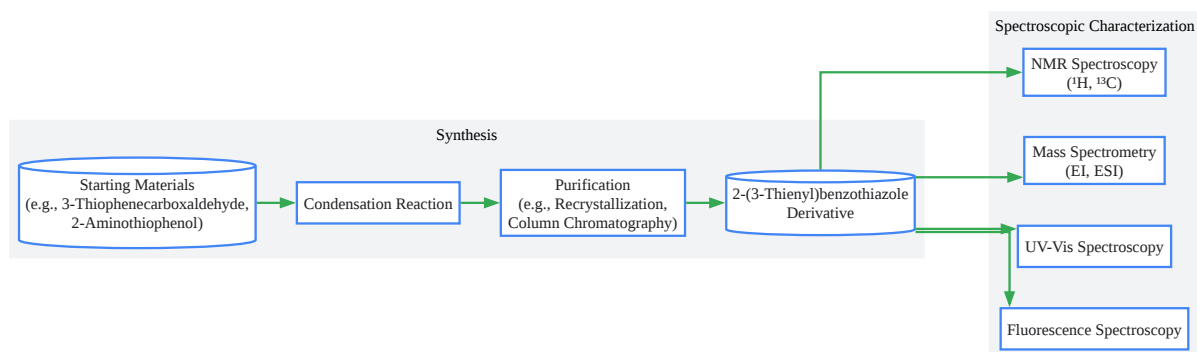 Synthesis
Starting Materials
(e.g., 3-Thiophenecarboxaldehyde,
2-Aminothiophenol)
Condensation Reaction
Purification
(e.g., Recrystallization,
Column Chromatography)
2-(3-Thienyl)benzothiazole
Derivative
Spectroscopic Characterization
NMR Spectroscopy
(¹H, ¹³C)
Mass Spectrometry
(EI, ESI)
UV-Vis Spectroscopy
Fluorescence Spectroscopy